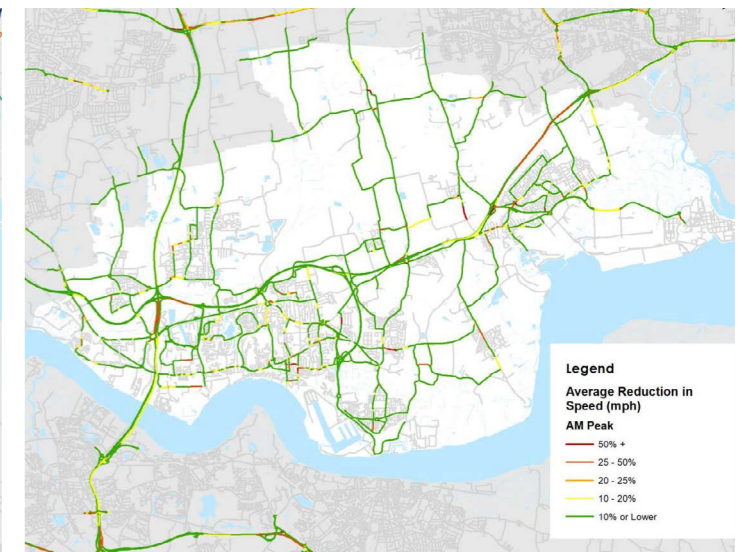 Legend
Average Reduction in
Speed (mph)
AM Peak
50% +
25 - 50%
20 - 25%
10 - 20%
10% or Lower